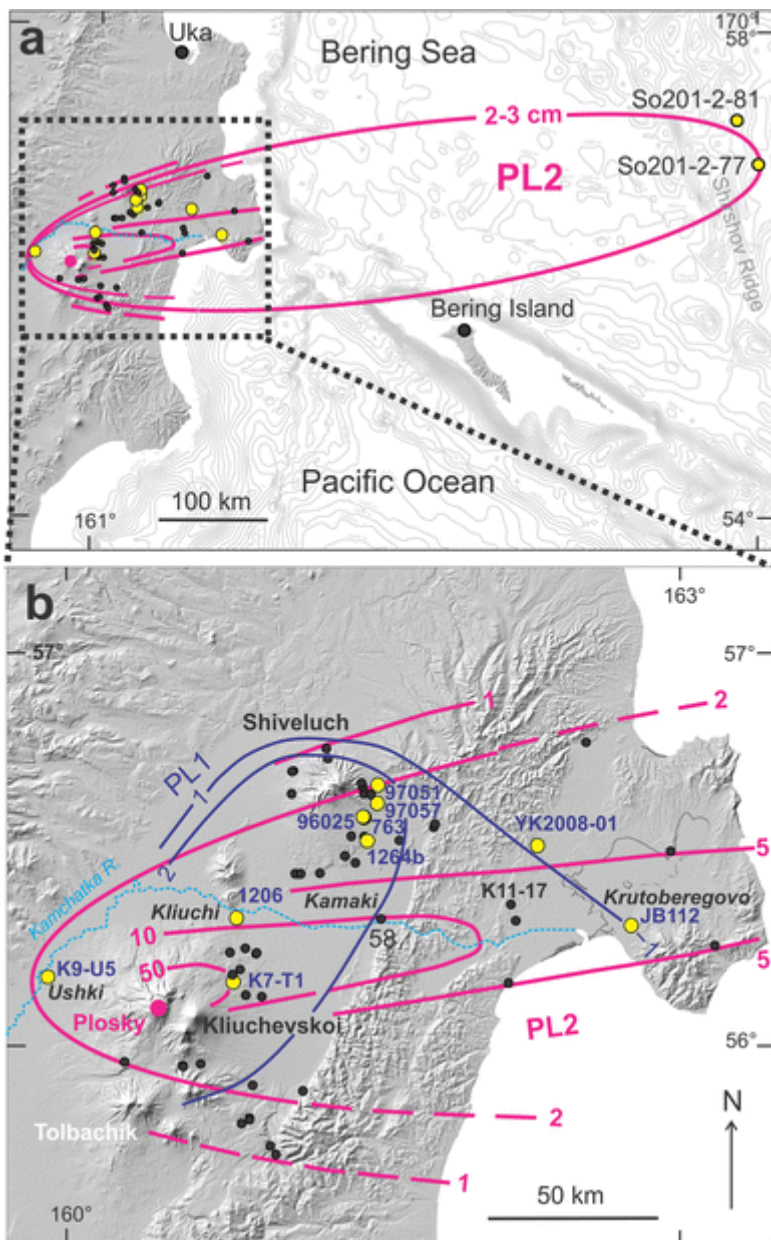 a
Uka
Bering Sea
170°
58°
So201-2-81
2-3 cm
PL2
So201-2-77
Shirshov Ridge
Bering Island
100 km
Pacific Ocean
161°
54°
b
163°
57°
57°
Shiveluch
1
2
PL1
1
2
97051
97057
96025
763
1264b
YK2008-01
5
Kamchatka R.
1206
Kliuchi
Kamaki
K11-17
Krutoberegovo
JB112
10
58
1
K9-U5
Ushki
50
K7-T1
5
Plosky
Kliuchevskoi
PL2
56°
2
N
Tolbachik
1
50 km
160°